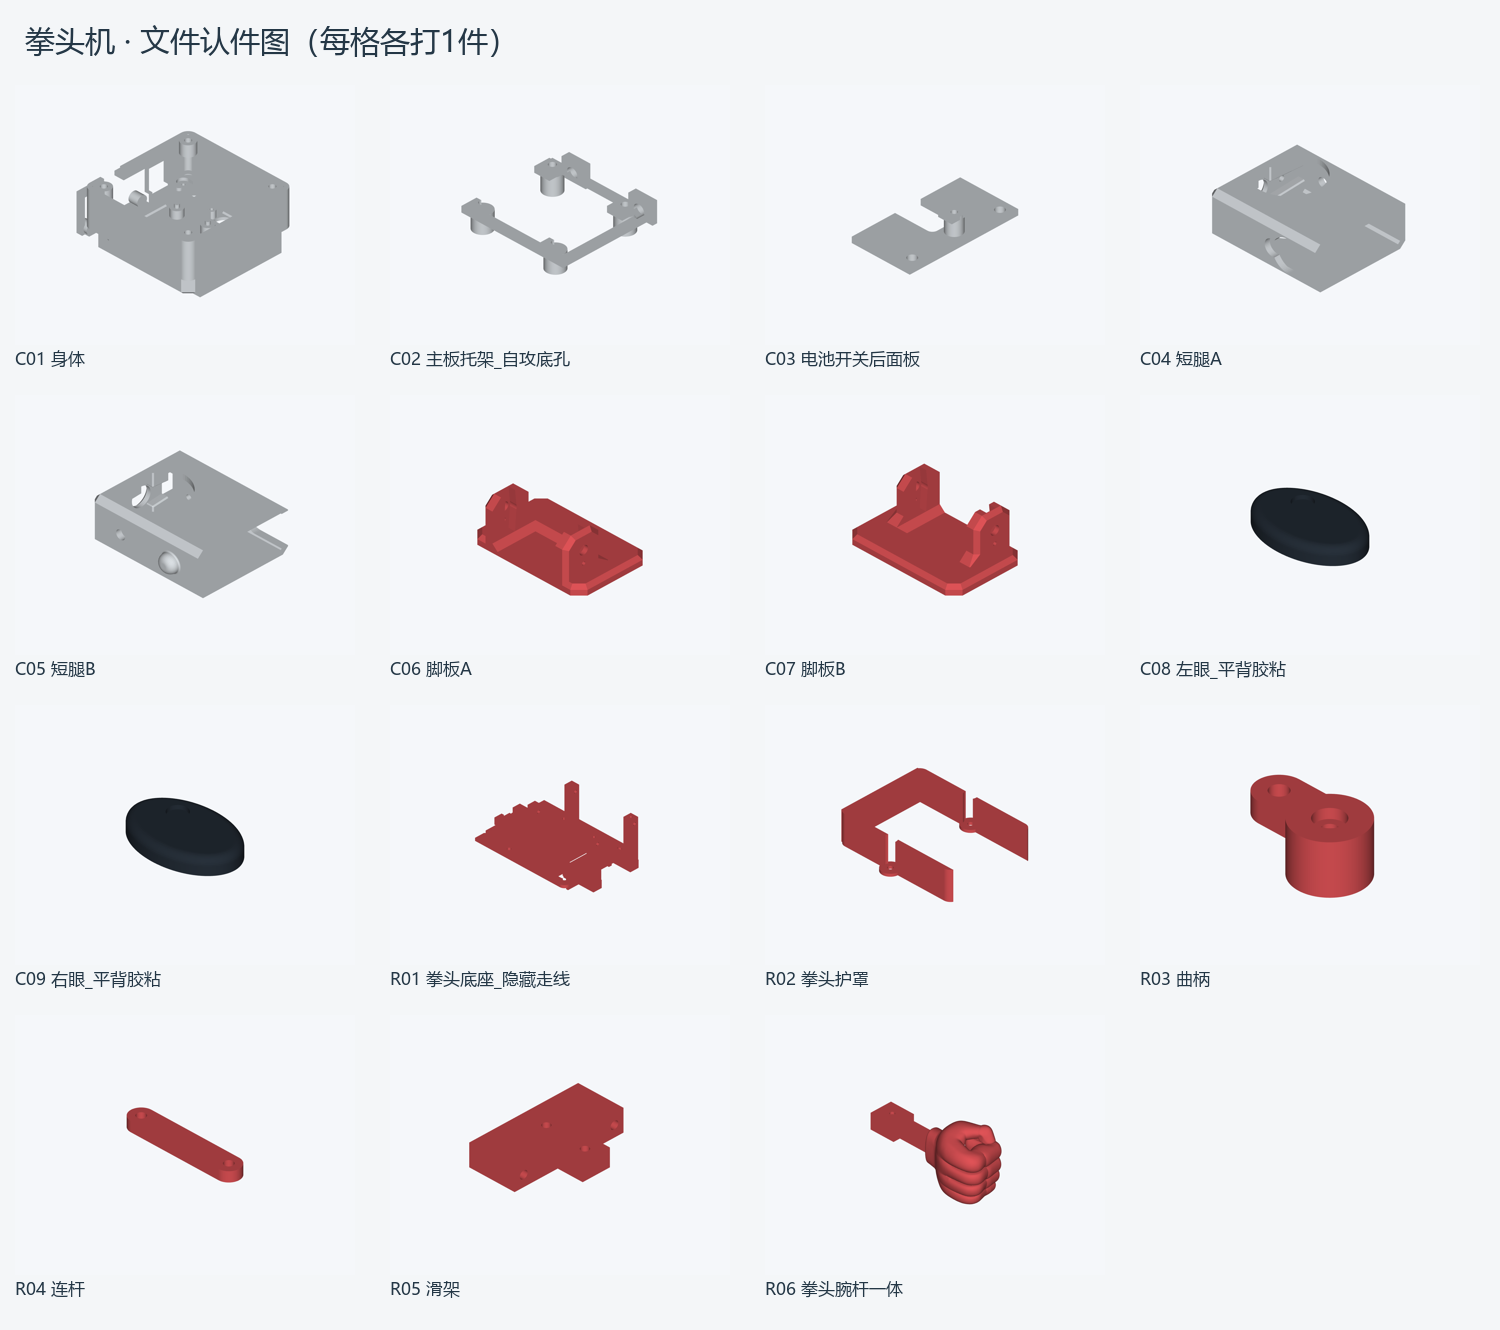 拳头机 · 文件认件图（每格各打1件）
C01 身体
C02 主板托架_自攻底孔
C03 电池开关后面板
C04 短腿A
C05 短腿B
C06 脚板A
C07 脚板B
C08 左眼_平背胶粘
C09 右眼_平背胶粘
R01 拳头底座_隐藏走线
R02 拳头护罩
R03 曲柄
R04 连杆
R05 滑架
R06 拳头腕杆一体